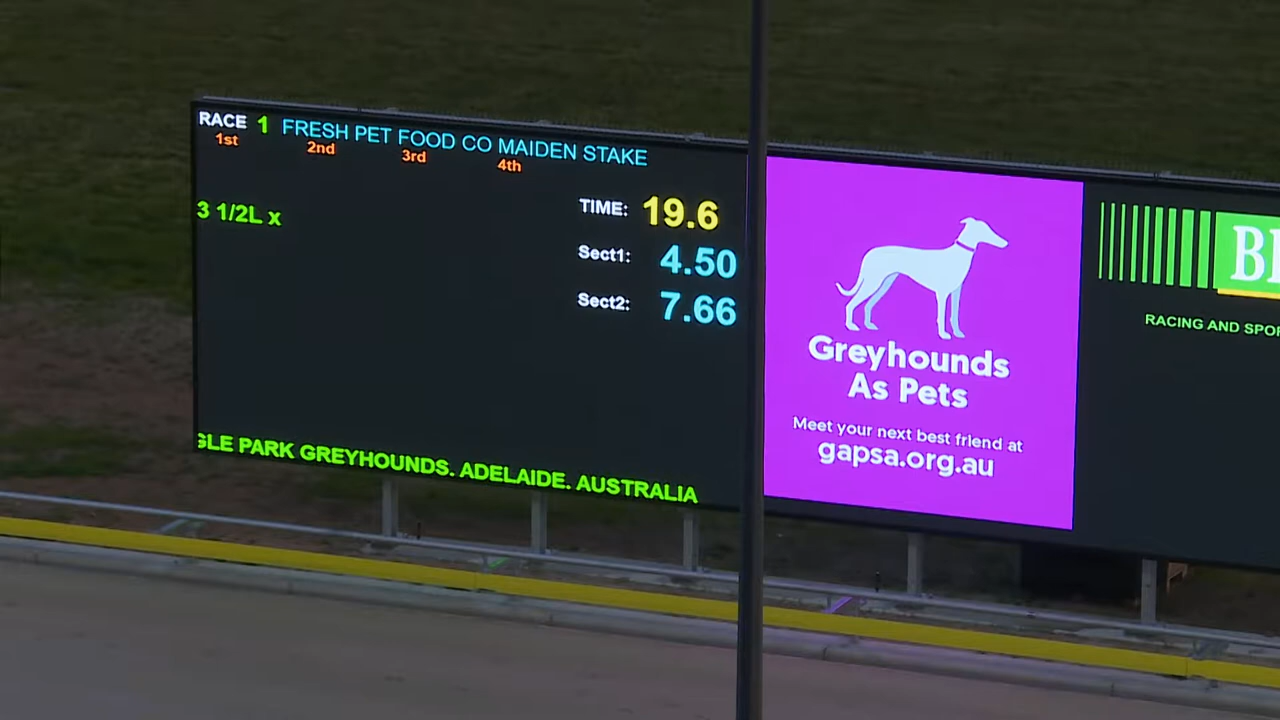 RACE 1 FRESH PET FOOD CO MAIDEN STAKE
1st 2nd 3rd 4th
3 1/2L x
TIME: 19.6
Sect1: 4.50
Sect2: 7.66
GLE PARK GREYHOUNDS. ADELAIDE. AUSTRALIA
Greyhounds
As Pets
Meet your next best friend at
gapsa.org.au
RACING AND